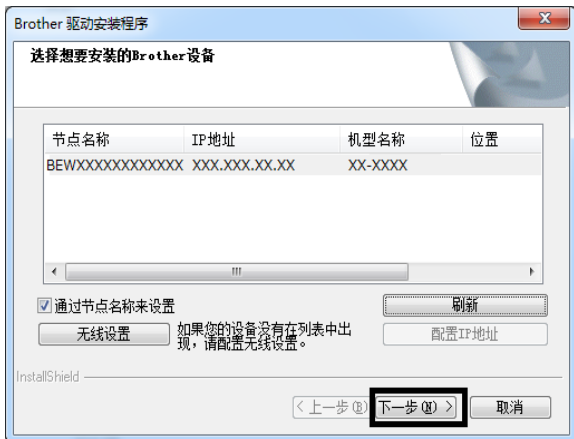 Brother 驱动安装程序
选择想要安装的Brother设备
节点名称 IP地址 机型名称 位置
BEWXXXXXXXXXXXX XXX.XXX.XX.XX XX-XXXX
通过节点名称来设置
刷新
无线设置
如果您的设备没有在列表中出
现，请配置无线设置。
配置IP地址
InstallShield
< 上一步(B) 下一步(N) > 取消